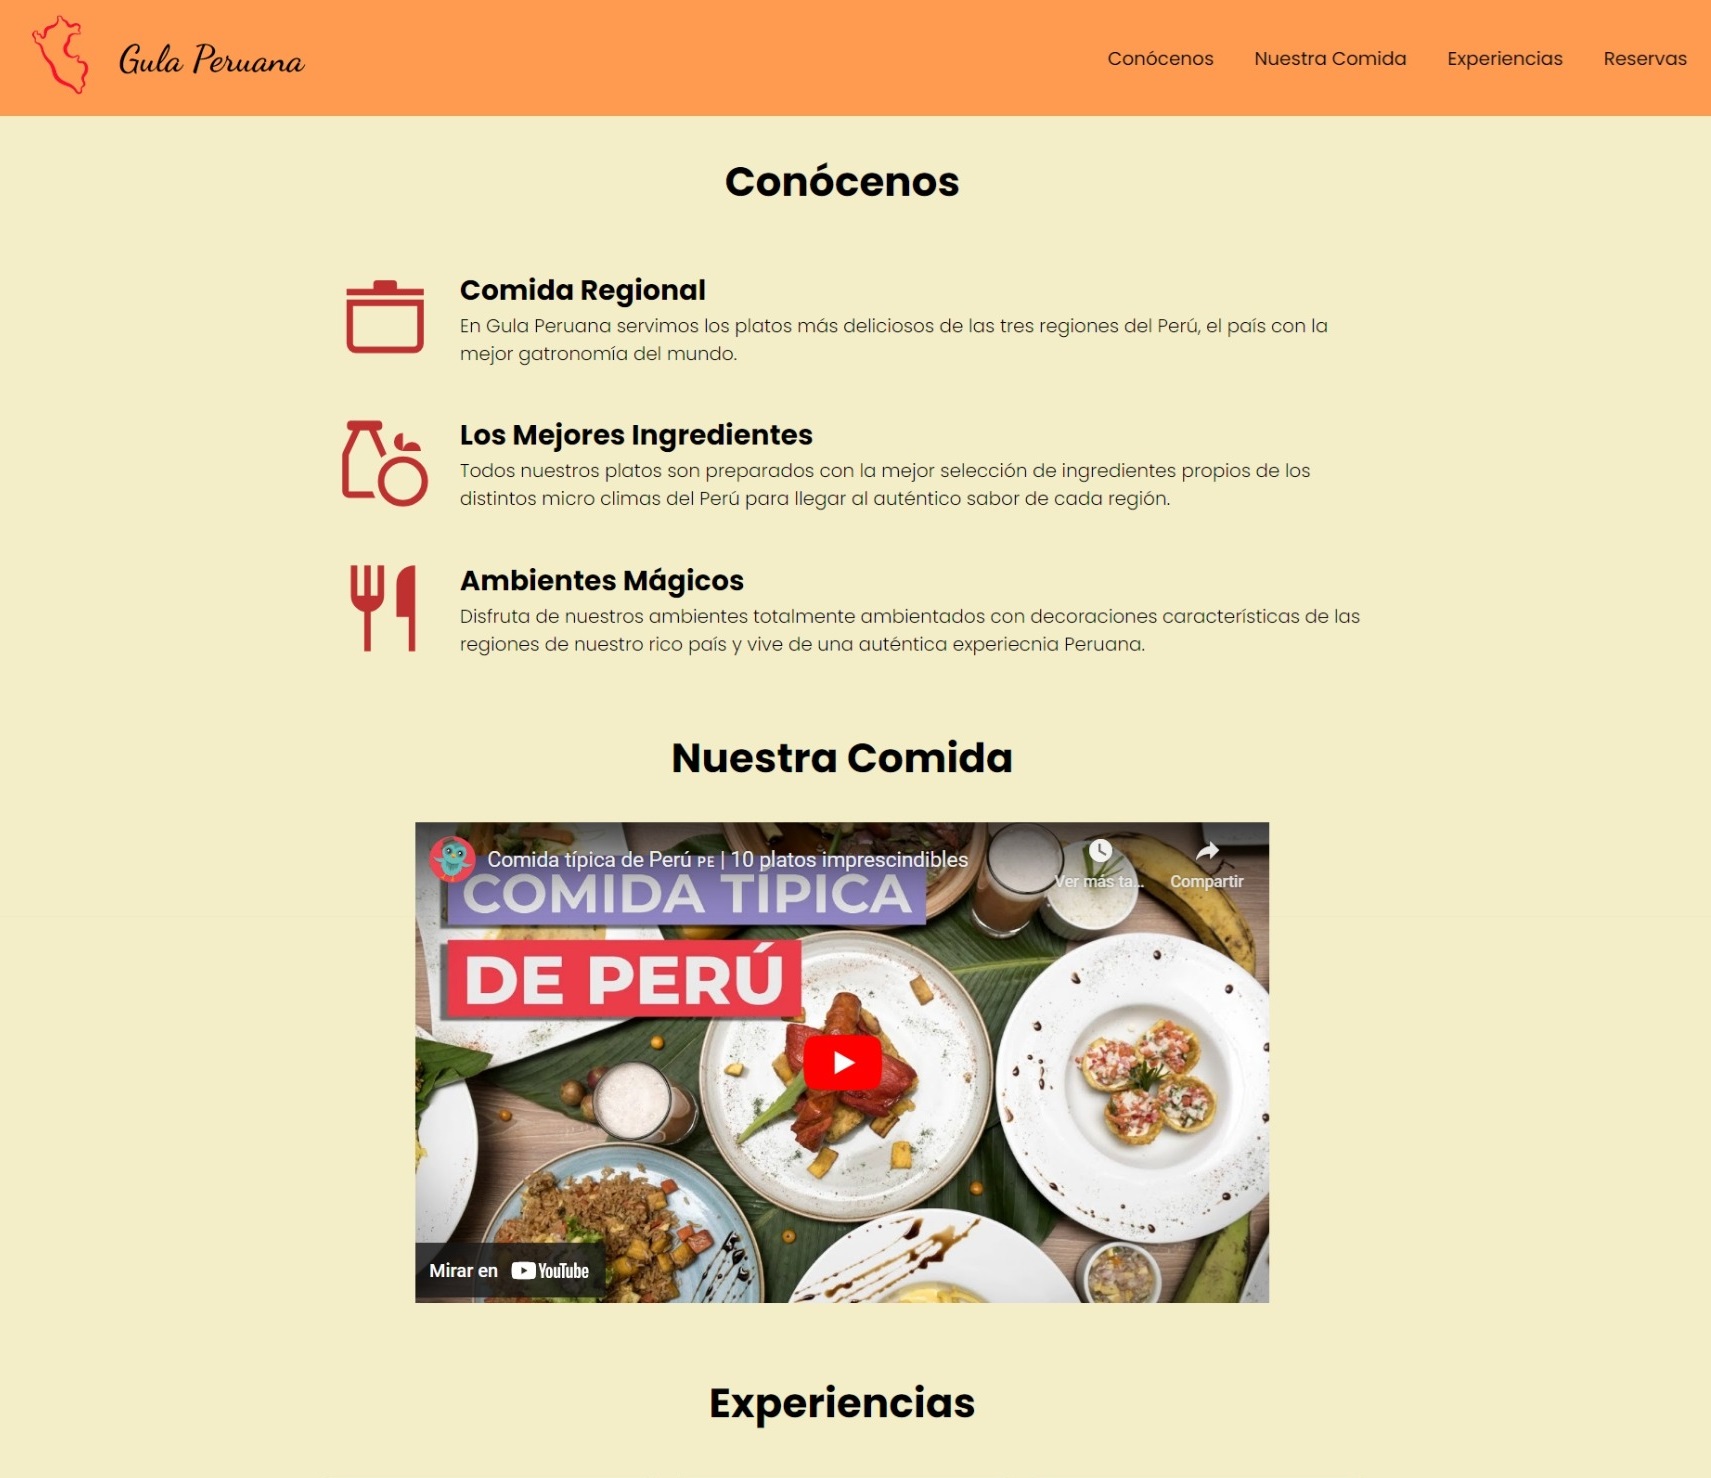 Gula Peruana
Conócenos
Nuestra Comida
Experiencias
Reservas
Conócenos
Comida Regional
En Gula Peruana servimos los platos más deliciosos de las tres regiones del Perú, el país con la
mejor gatronomía del mundo.
Los Mejores Ingredientes
Todos nuestros platos son preparados con la mejor selección de ingredientes propios de los
distintos micro climas del Perú para llegar al auténtico sabor de cada región.
Ambientes Mágicos
Disfruta de nuestros ambientes totalmente ambientados con decoraciones características de las
regiones de nuestro rico país y vive de una auténtica experiecnia Peruana.
Nuestra Comida
Comida típica de Perú PE | 10 platos imprescindibles
Ver más ta...
Compartir
COMIDA TÍPICA
DE PERÚ
Mirar en YouTube
Experiencias